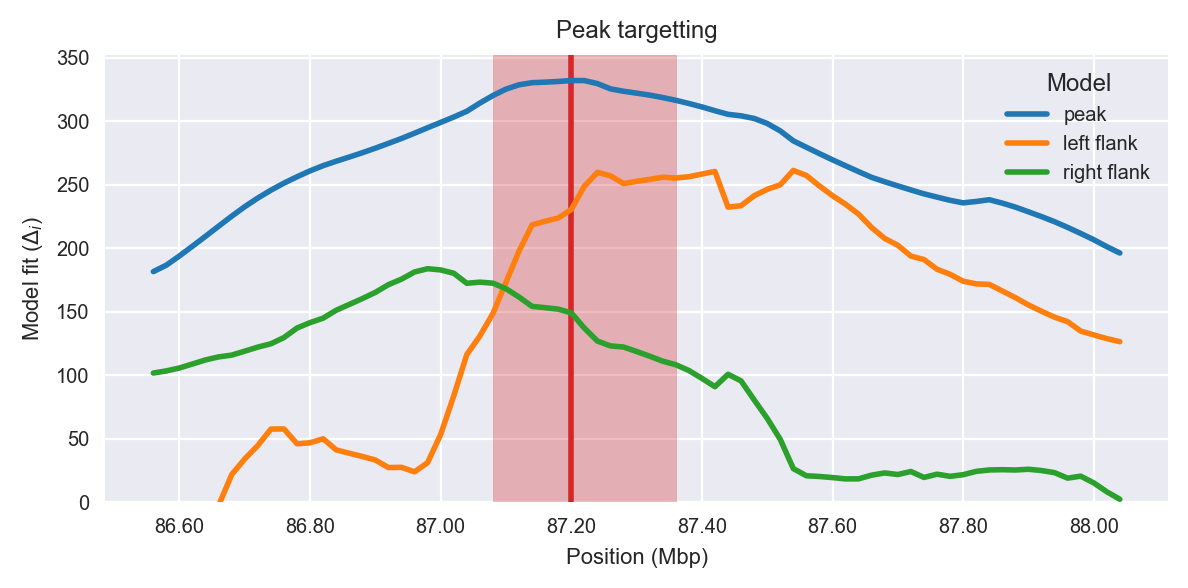 Peak targetting
Model fit (Δi)
350
300
250
200
150
100
50
0
Model
peak
left flank
right flank
86.60
86.80
87.00
87.20
87.40
87.60
87.80
88.00
Position (Mbp)